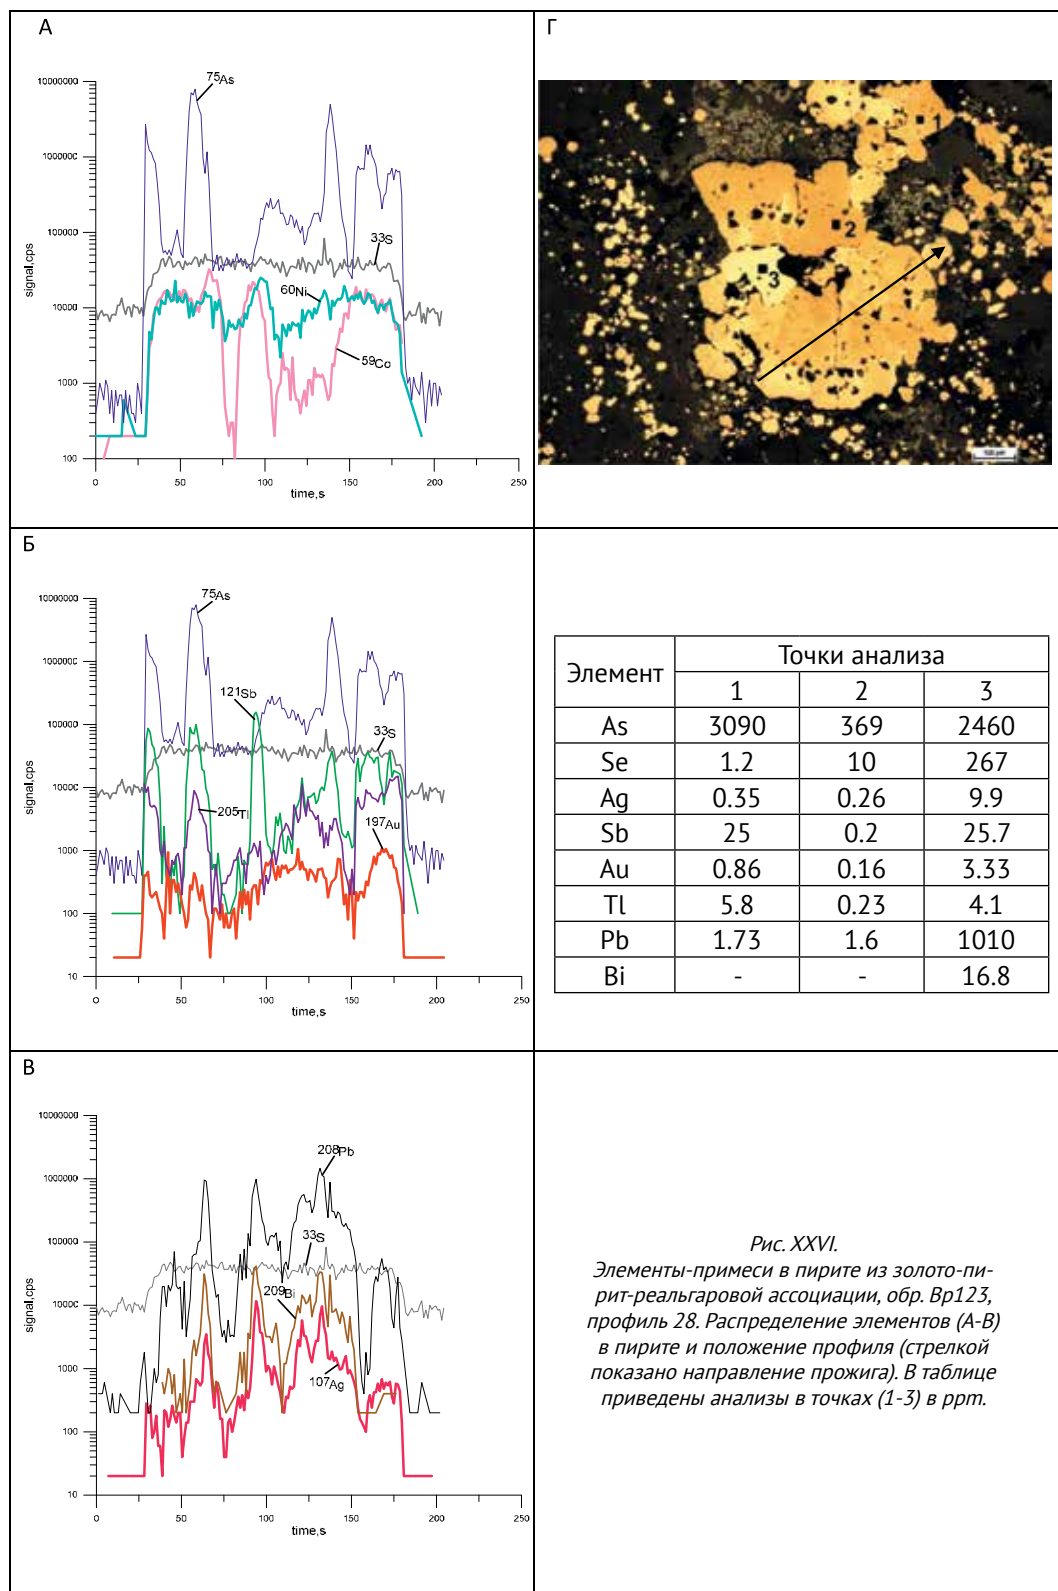 А
10000000
1000000
100000
10000
1000
100
signal,cps
0 50 100 150 200 250
time,s
75As
33S
60Ni
59Co
Г
1
2
3
Б
10000000
1000000
100000
10000
1000
100
10
signal,cps
0 50 100 150 200 250
time,s
75As
121Sb
33S
205Tl
197Au
Элемент Точки анализа
1 2 3
As 3090 369 2460
Se 1.2 10 267
Ag 0.35 0.26 9.9
Sb 25 0.2 25.7
Au 0.86 0.16 3.33
TL 5.8 0.23 4.1
Pb 1.73 1.6 1010
Bi - - 16.8
В
10000000
1000000
100000
10000
1000
100
10
signal,cps
0 50 100 150 200 250
time,s
208Pb
33S
209Bi
107Ag
Рис. XXVI.
Элементы-примеси в пирите из золото-пи-
рит-реальгаровой ассоциации, обр. Вр123,
профиль 28. Распределение элементов (А-В)
в пирите и положение профиля (стрелкой
показано направление прожига). В таблице
приведены анализы в точках (1-3) в ppm.